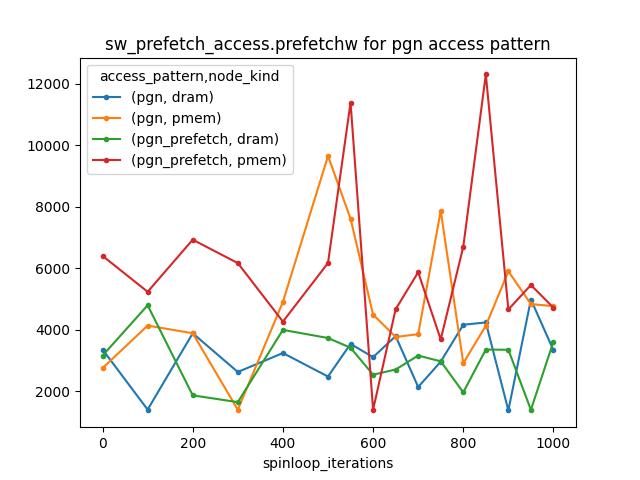 sw_prefetch_access.prefetchw for pgn access pattern
access_pattern,node_kind
(pgn, dram)
(pgn, pmem)
(pgn_prefetch, dram)
(pgn_prefetch, pmem)
12000
10000
8000
6000
4000
2000
0 200 400 600 800 1000
spinloop_iterations